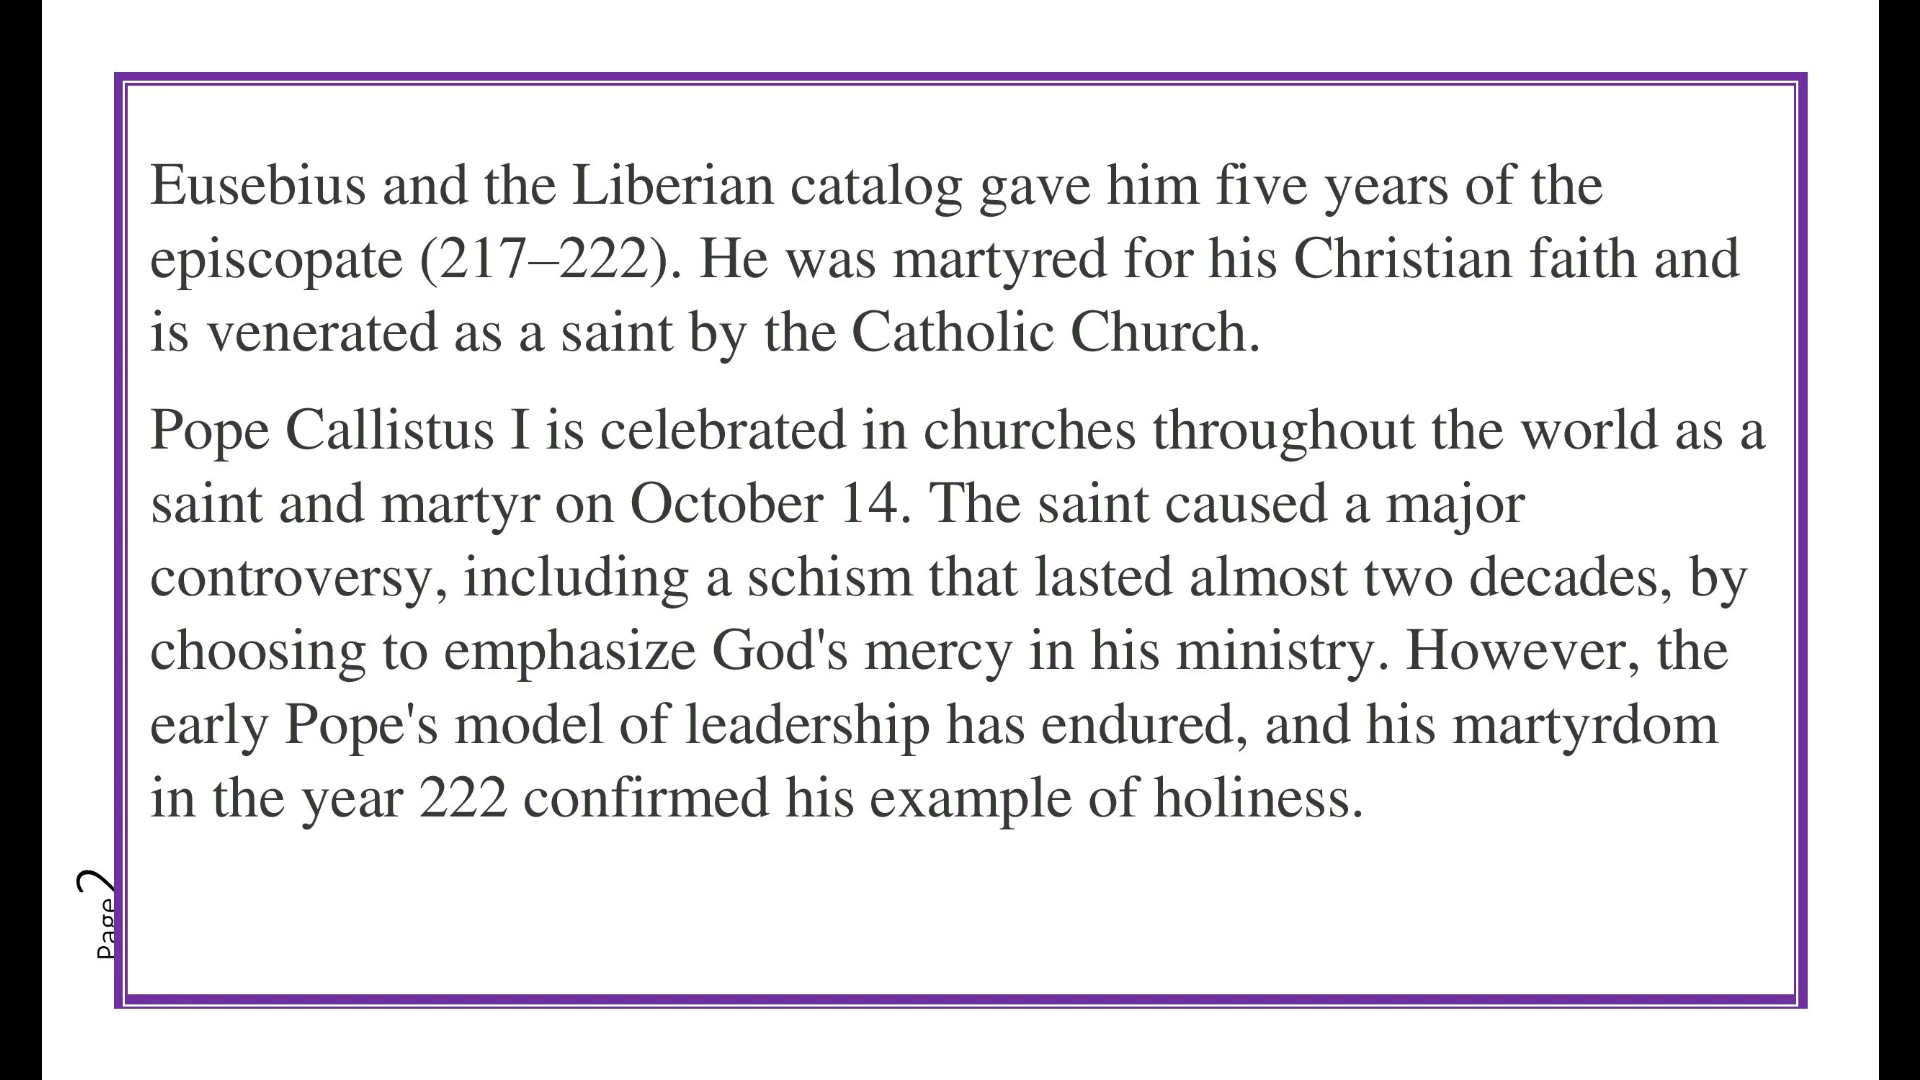 Eusebius and the Liberian catalog gave him five years of the
episcopate (217–222). He was martyred for his Christian faith and
is venerated as a saint by the Catholic Church.
Pope Callistus I is celebrated in churches throughout the world as a
saint and martyr on October 14. The saint caused a major
controversy, including a schism that lasted almost two decades, by
choosing to emphasize God's mercy in his ministry. However, the
early Pope's model of leadership has endured, and his martyrdom
in the year 222 confirmed his example of holiness.
Page 2